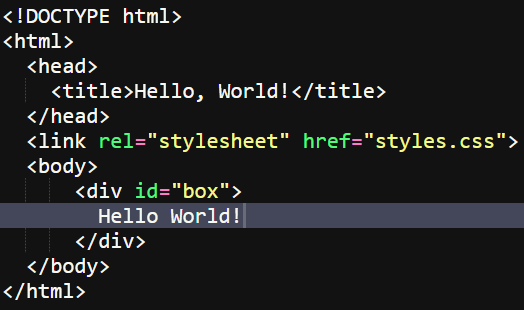 <!DOCTYPE html>
<html>
  <head>
    <title>Hello, World!</title>
  </head>
  <link rel="stylesheet" href="styles.css">
  <body>
      <div id="box">
        Hello World!
      </div>
  </body>
</html>